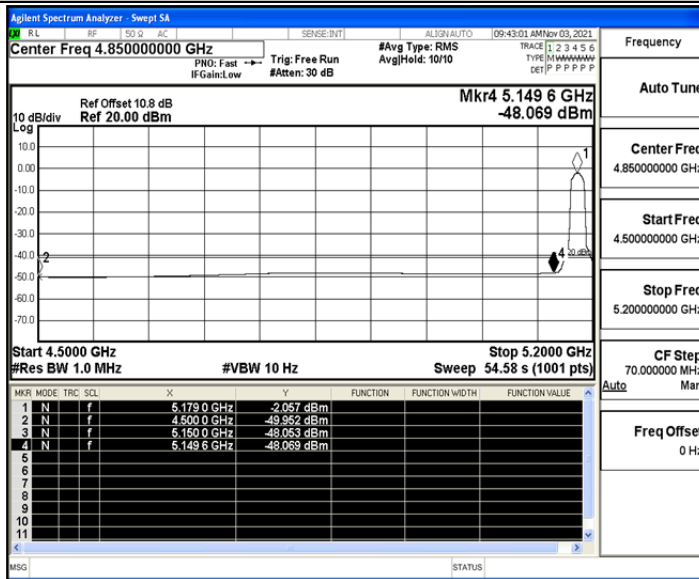 Agilent Spectrum Analyzer - Swept SA
RL RF 50 Ω AC SENSE:INT ALIGN AUTO 09:43:01 AM Nov 03, 2021
Center Freq 4.850000000 GHz
PNO: Fast
IFGain:Low
Trig: Free Run
#Atten: 30 dB
#Avg Type: RMS
Avg|Hold: 10/10
TRACE 1 2 3 4 5 6
TYPE M
DET P P P P P P
Frequency
Ref Offset 10.8 dB
10 dB/div Ref 20.00 dBm
Log
Mkr4 5.149 6 GHz
-48.069 dBm
10.0
0.00
-10.0
-20.0
-30.0
-40.0
-50.0
-60.0
-70.0
1
2
4
Start 4.5000 GHz Stop 5.2000 GHz
#Res BW 1.0 MHz #VBW 10 Hz Sweep 54.58 s (1001 pts)
MKR MODE TRC SCL X Y FUNCTION FUNCTION WIDTH FUNCTION VALUE
1 N f 5.179 0 GHz -2.057 dBm
2 N f 4.500 0 GHz -49.952 dBm
3 N f 5.150 0 GHz -48.053 dBm
4 N f 5.149 6 GHz -48.069 dBm
5
6
7
8
9
10
11
MSG STATUS
Auto Tune
Center Freq
4.850000000 GHz
Start Freq
4.500000000 GHz
Stop Freq
5.200000000 GHz
CF Step
70.000000 MHz
Auto Man
Freq Offset
0 Hz